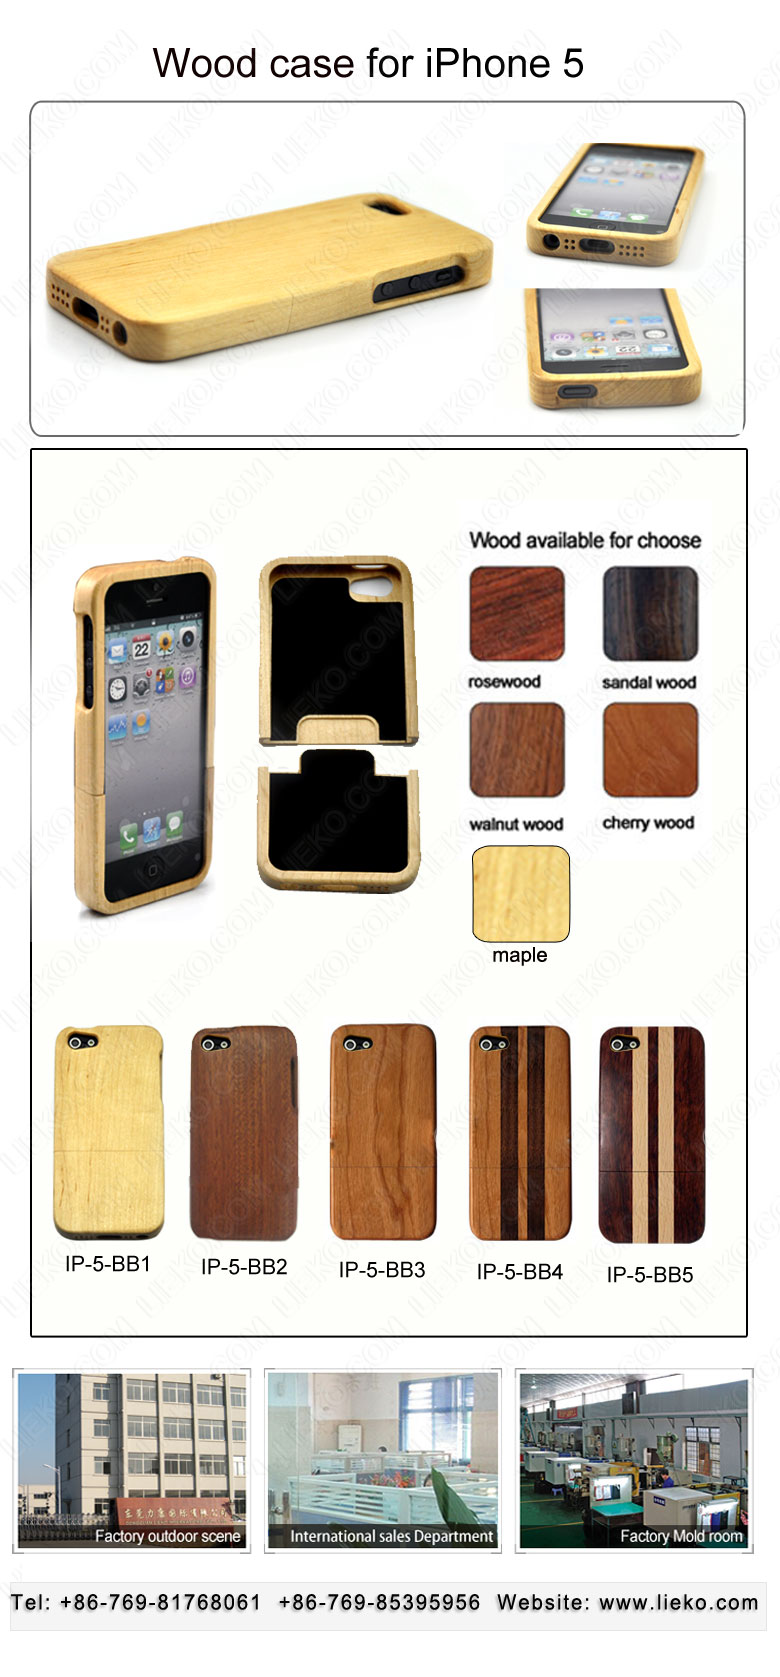 Wood case for iPhone 5
Wood available for choose
rosewood
sandal wood
walnut wood
cherry wood
maple
IP-5-BB1
IP-5-BB2
IP-5-BB3
IP-5-BB4
IP-5-BB5
Factory outdoor scene
International sales Department
Factory Mold room
Tel: +86-769-81768061 +86-769-85395956 Website: www.lieko.com
LIEKO.COM